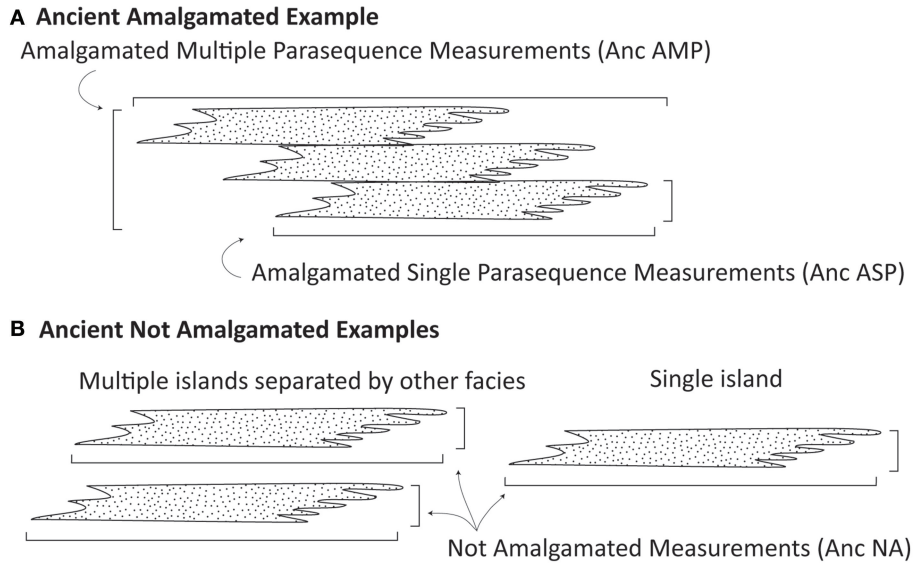 A Ancient Amalgamated Example
Amalgamated Multiple Parasequence Measurements (Anc AMP)
Amalgamated Single Parasequence Measurements (Anc ASP)
B Ancient Not Amalgamated Examples
Multiple islands separated by other facies
Single island
Not Amalgamated Measurements (Anc NA)